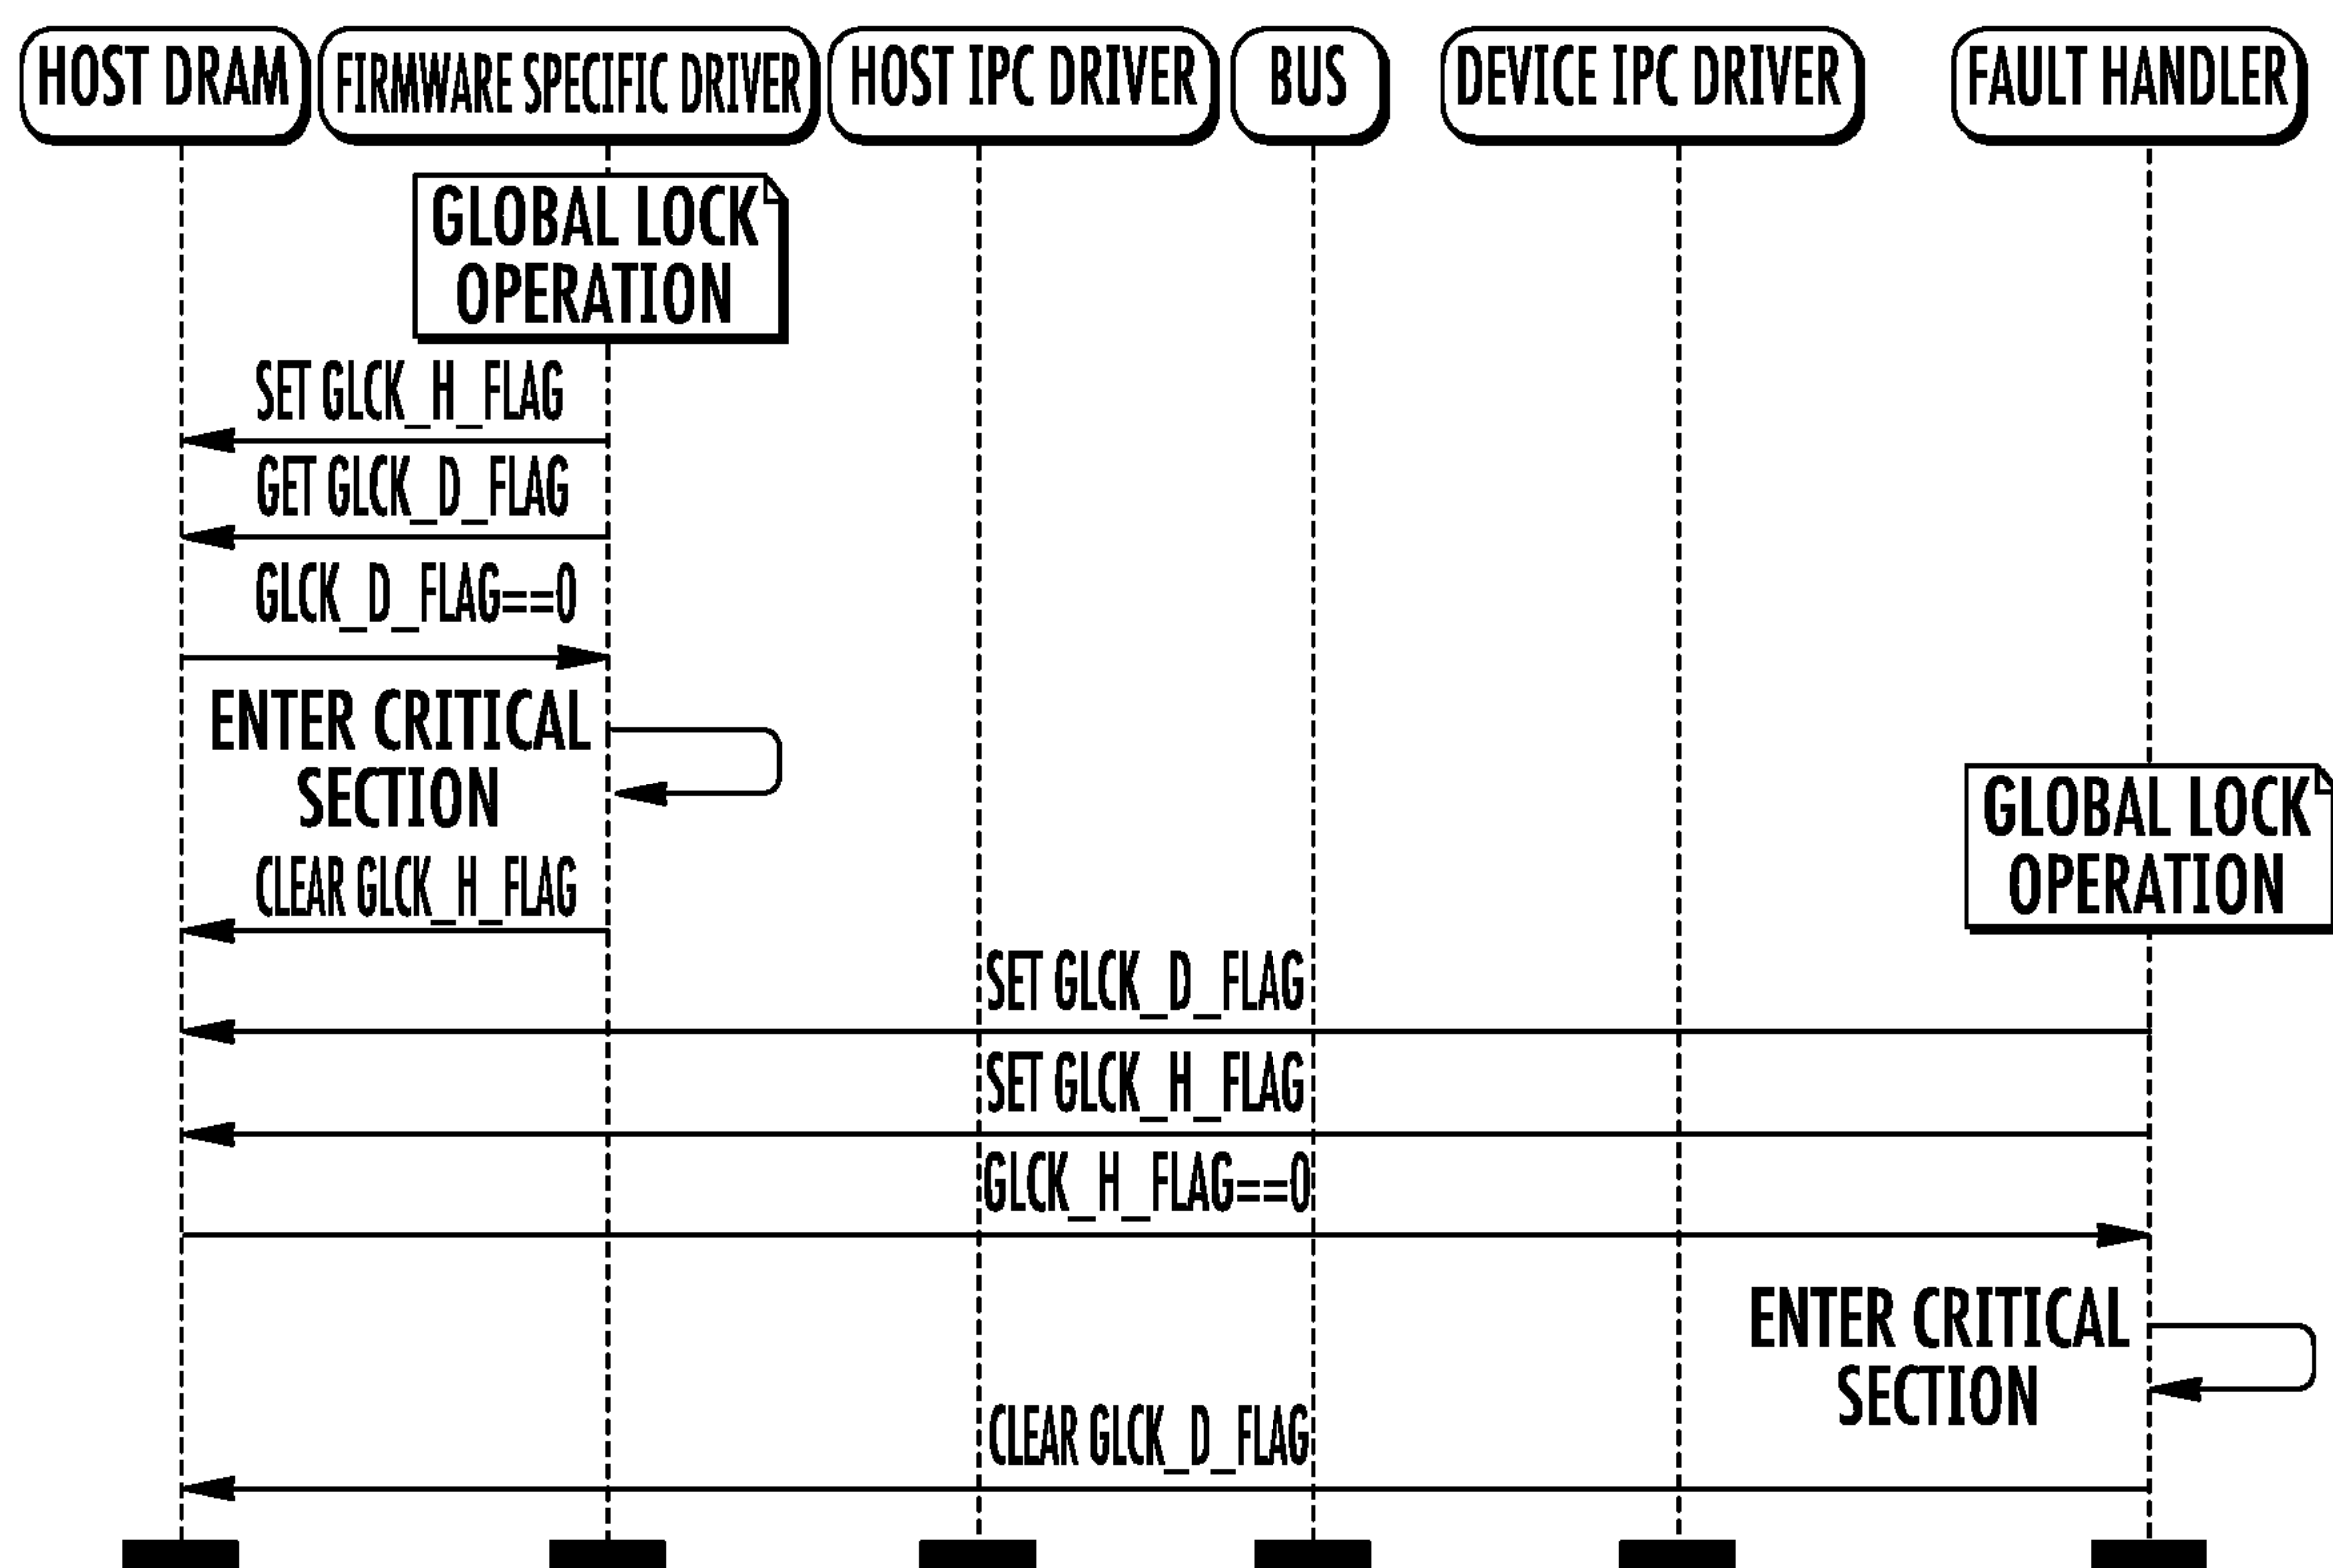 HOST DRAM
FIRMWARE SPECIFIC DRIVER
HOST IPC DRIVER
BUS
DEVICE IPC DRIVER
FAULT HANDLER
GLOBAL LOCK
OPERATION
SET GLCK_H_FLAG
GET GLCK_D_FLAG
GLCK_D_FLAG==0
ENTER CRITICAL
SECTION
GLOBAL LOCK
OPERATION
CLEAR GLCK_H_FLAG
SET GLCK_D_FLAG
SET GLCK_H_FLAG
GLCK_H_FLAG==0
ENTER CRITICAL
SECTION
CLEAR GLCK_D_FLAG